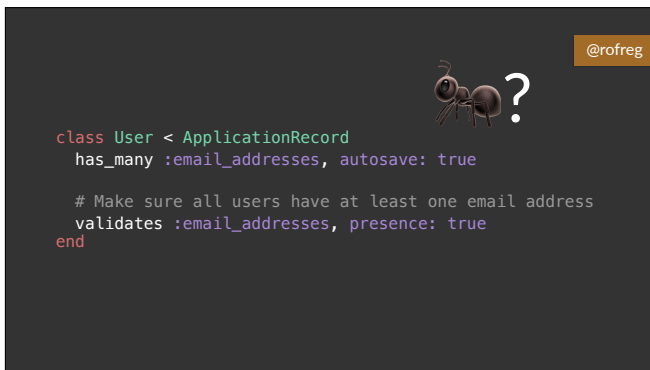 @rofreg
🐜?
class User < ApplicationRecord
  has_many :email_addresses, autosave: true
  # Make sure all users have at least one email address
  validates :email_addresses, presence: true
end